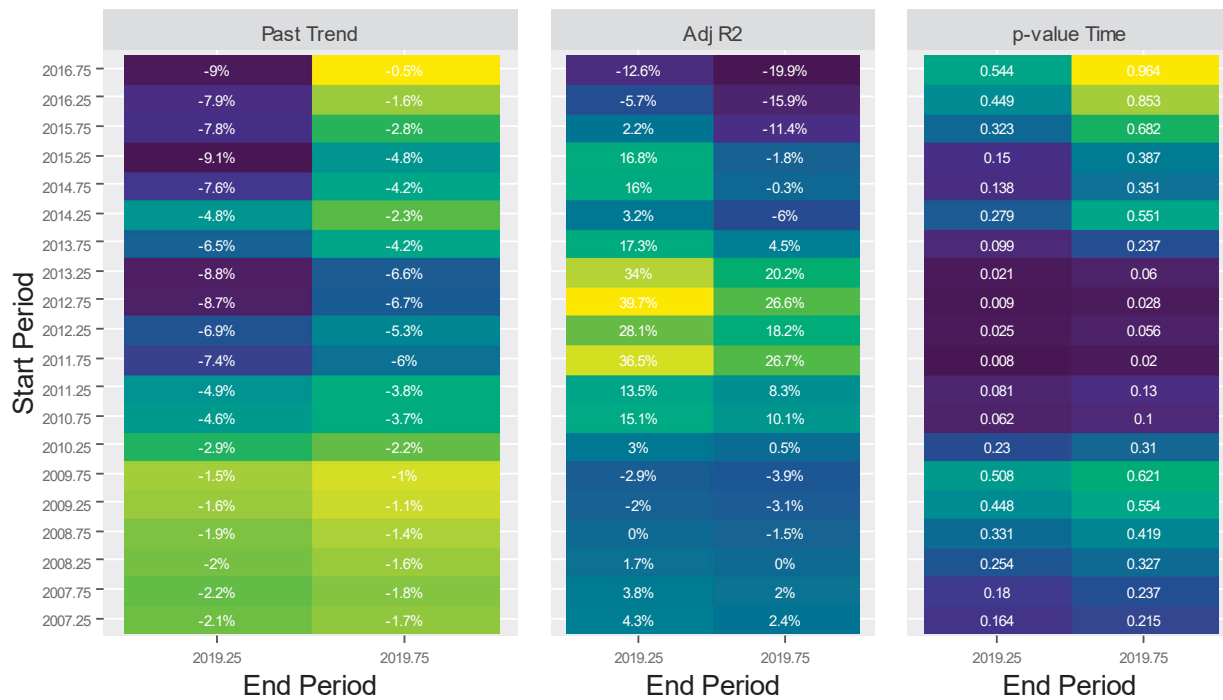 Past Trend Adj R2 p-value Time
Start Period
2016.75 -9% -0.5% -12.6% -19.9% 0.544 0.964
2016.25 -7.9% -1.6% -5.7% -15.9% 0.449 0.853
2015.75 -7.8% -2.8% 2.2% -11.4% 0.323 0.682
2015.25 -9.1% -4.8% 16.8% -1.8% 0.15 0.387
2014.75 -7.6% -4.2% 16% -0.3% 0.138 0.351
2014.25 -4.8% -2.3% 3.2% -6% 0.279 0.551
2013.75 -6.5% -4.2% 17.3% 4.5% 0.099 0.237
2013.25 -8.8% -6.6% 34% 20.2% 0.021 0.06
2012.75 -8.7% -6.7% 39.7% 26.6% 0.009 0.028
2012.25 -6.9% -5.3% 28.1% 18.2% 0.025 0.056
2011.75 -7.4% -6% 36.5% 26.7% 0.008 0.02
2011.25 -4.9% -3.8% 13.5% 8.3% 0.081 0.13
2010.75 -4.6% -3.7% 15.1% 10.1% 0.062 0.1
2010.25 -2.9% -2.2% 3% 0.5% 0.23 0.31
2009.75 -1.5% -1% -2.9% -3.9% 0.508 0.621
2009.25 -1.6% -1.1% -2% -3.1% 0.448 0.554
2008.75 -1.9% -1.4% 0% -1.5% 0.331 0.419
2008.25 -2% -1.6% 1.7% 0% 0.254 0.327
2007.75 -2.2% -1.8% 3.8% 2% 0.18 0.237
2007.25 -2.1% -1.7% 4.3% 2.4% 0.164 0.215
2019.25 2019.75 2019.25 2019.75 2019.25 2019.75
End Period End Period End Period